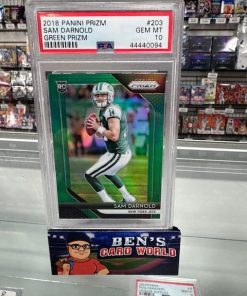 2018 PANINI PRIZM #203
SAM DARNOLD GEM MT
GREEN PRIZM 10
PSA 44440094
RC
PRIZM
SAM DARNOLD
NEW YORK JETS
BEN'S
CARD WORLD